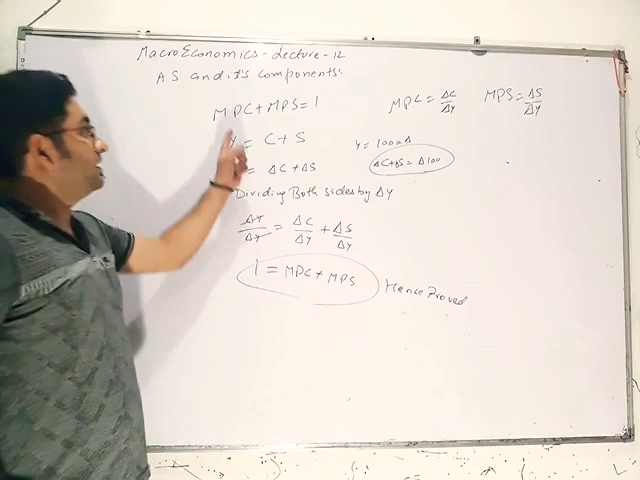 MacroEconomics - Lecture - 12
AS and its components:
MPC + MPS = 1
MPC = ΔC/ΔY
MPS = ΔS/ΔY
Y = C + S
= ΔC + ΔS
Y = 100 = Δ
ΔC + ΔS = Δ100
Dividing Both sides by ΔY
ΔY/ΔY = ΔC/ΔY + ΔS/ΔY
1 = MPC + MPS
Hence Proved